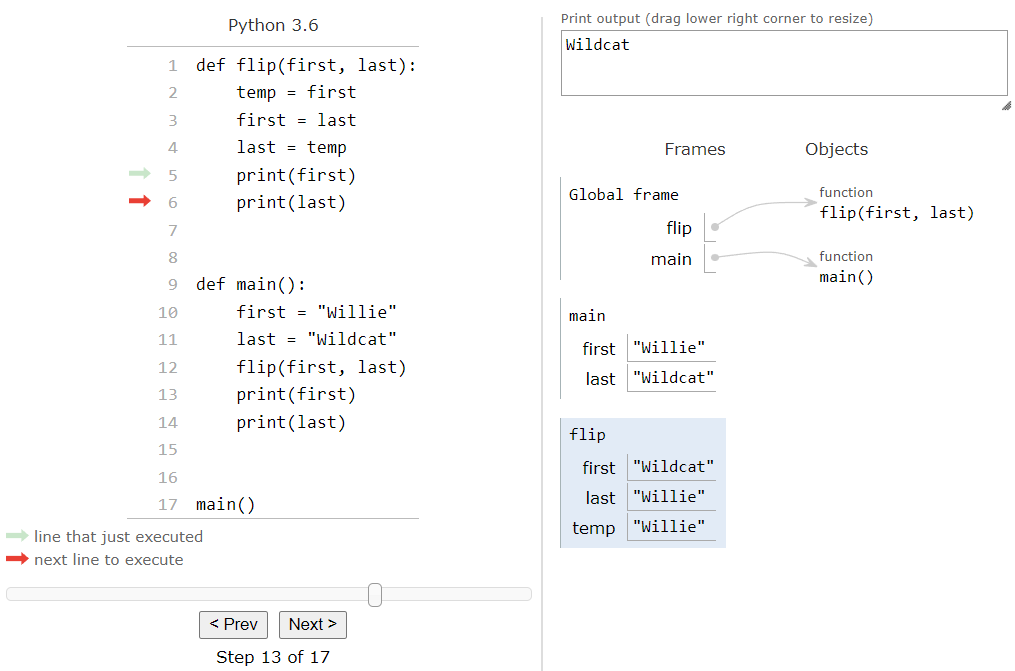 Python 3.6
1 def flip(first, last):
2     temp = first
3     first = last
4     last = temp
5     print(first)
6     print(last)
7
8
9 def main():
10     first = "Willie"
11     last = "Wildcat"
12     flip(first, last)
13     print(first)
14     print(last)
15
16
17 main()
line that just executed
next line to execute
< Prev Next >
Step 13 of 17
Print output (drag lower right corner to resize)
Wildcat
Frames Objects
Global frame
flip
main
function
flip(first, last)
function
main()
main
first "Willie"
last "Wildcat"
flip
first "Wildcat"
last "Willie"
temp "Willie"